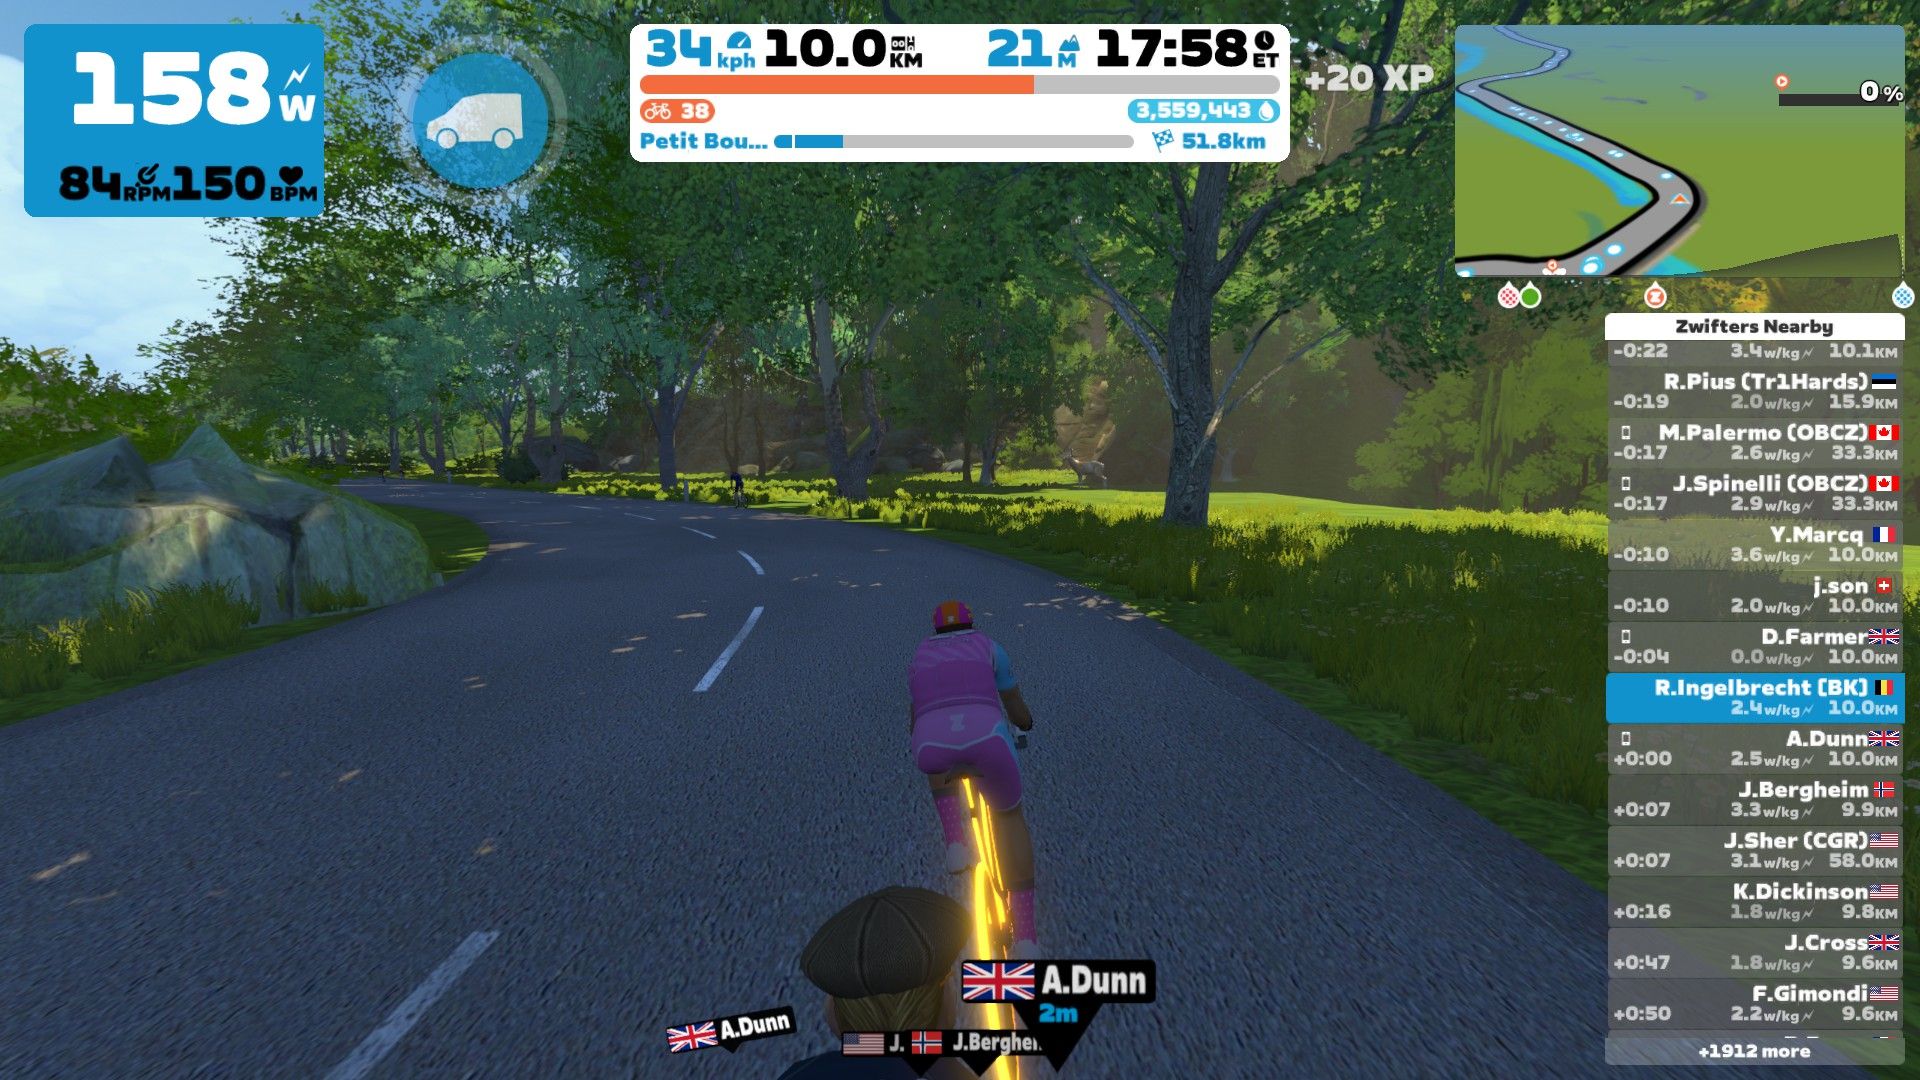 158 W
84 RPM 150 BPM
34 kph 10.0 KM 21 M 17:58 ET
+20 XP
38 3,559,443
Petit Bou... 51.8km
0 %
Zwifters Nearby
-0:22 3.4w/kg 10.1KM
R.Pius (Tr1Hards)
-0:19 2.0w/kg 15.9KM
M.Palermo (OBCZ)
-0:17 2.6w/kg 33.3KM
J.Spinelli (OBCZ)
-0:17 2.9w/kg 33.3KM
Y.Marcq
-0:10 3.6w/kg 10.0KM
j.son
-0:10 2.0w/kg 10.0KM
D.Farmer
-0:04 0.0w/kg 10.0KM
R.Ingelbrecht (BK)
2.4w/kg 10.0KM
A.Dunn
+0:00 2.5w/kg 10.0KM
J.Bergheim
+0:07 3.3w/kg 9.9KM
J.Sher (CGR)
+0:07 3.1w/kg 58.0KM
K.Dickinson
+0:16 1.8w/kg 9.8KM
J.Cross
+0:47 1.8w/kg 9.6KM
F.Gimondi
+0:50 2.2w/kg 9.6KM
+1912 more
A.Dunn
2m
A.Dunn
J. J.Berghei